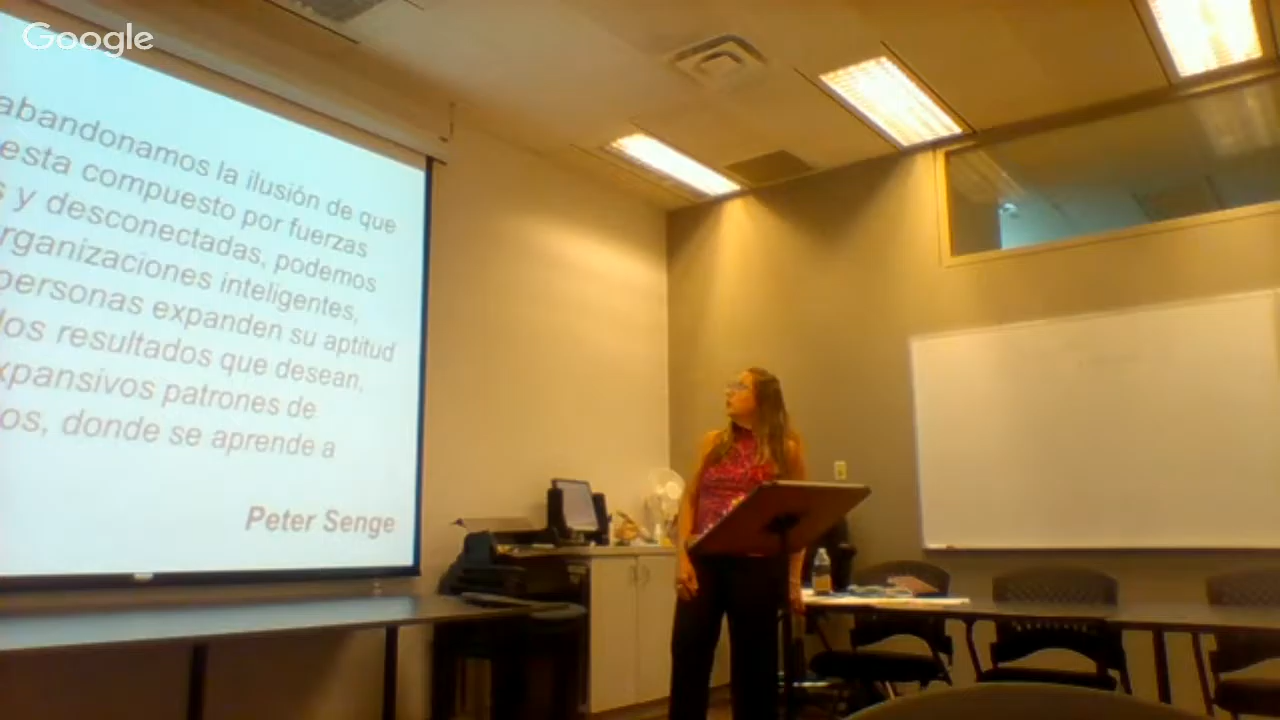 Google
abandonamos la ilusión de que
esta compuesto por fuerzas
y desconectadas, podemos
rganizaciones inteligentes,
personas expanden su aptitud
los resultados que desean,
xpansivos patrones de
os, donde se aprende a
Peter Senge